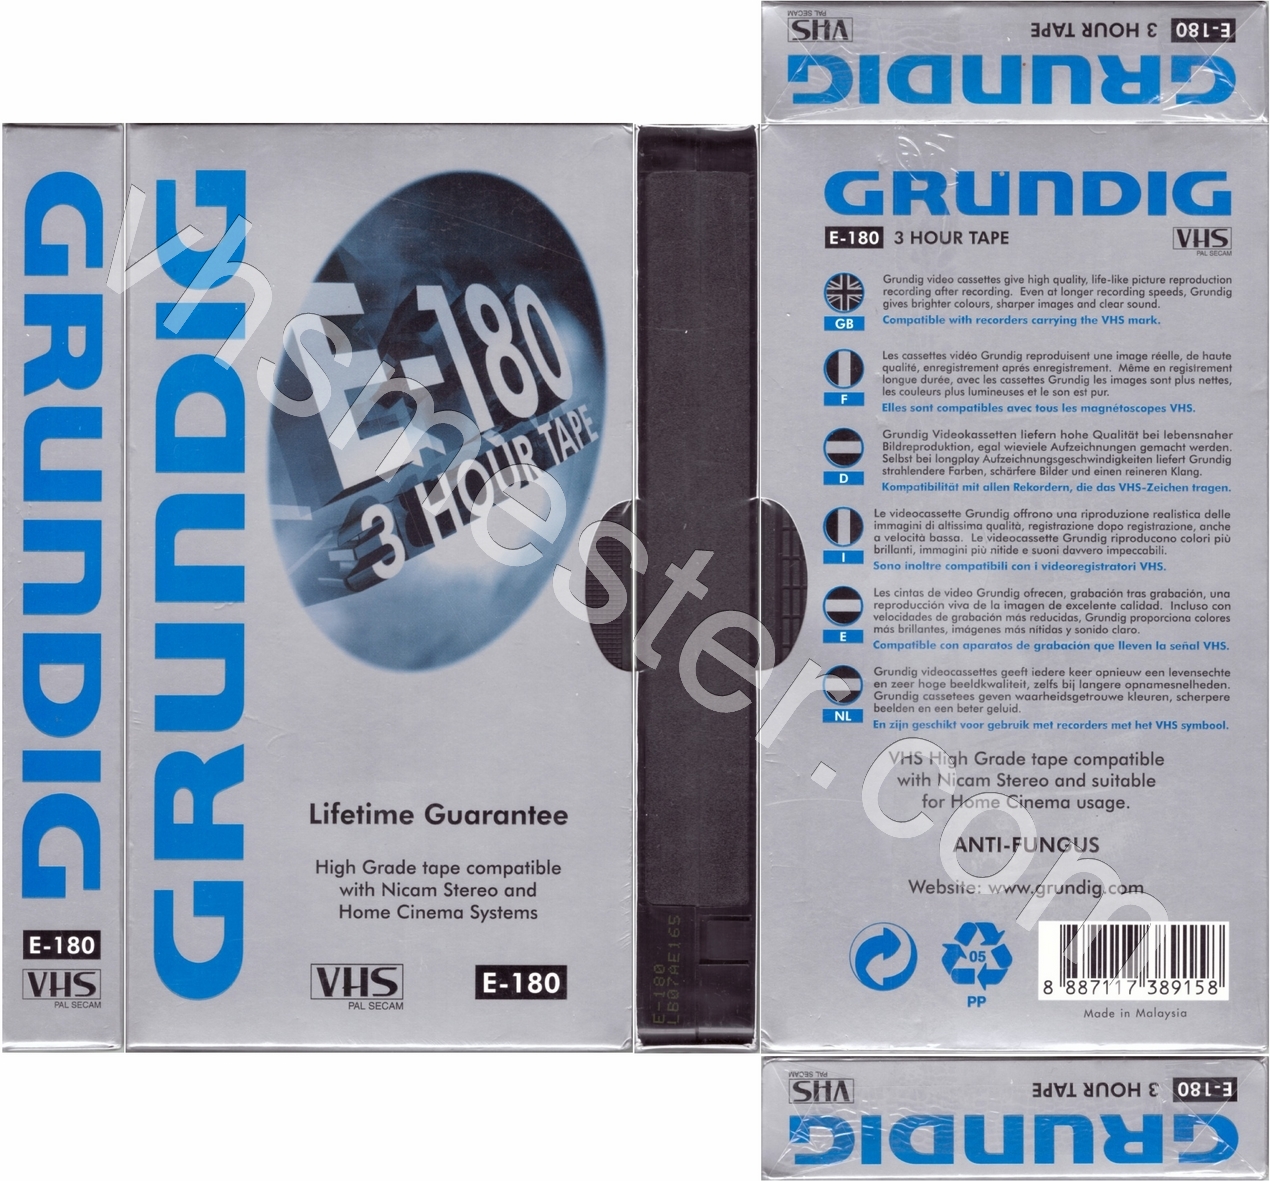 GRUNDIG
E-180
VHS
PAL SECAM
GRUNDIG
E-180
3 HOUR TAPE
Lifetime Guarantee
High Grade tape compatible
with Nicam Stereo and
Home Cinema Systems
VHS
PAL SECAM
E-180
E-180
LB07AE165
GRUNDIG
E-180 3 HOUR TAPE
VHS
PAL SECAM
GRUNDIG
E-180 3 HOUR TAPE
VHS
PAL SECAM
Grundig video cassettes give high quality, life-like picture reproduction
recording after recording. Even at longer recording speeds, Grundig
gives brighter colours, sharper images and clear sound.
GB
Compatible with recorders carrying the VHS mark.
Les cassettes vidéo Grundig reproduisent une image réelle, de haute
qualité, enregistrement aprés enregistrement. Même en registrement
longue durée, avec les cassettes Grundig les images sont plus nettes,
les couleurs plus lumineuses et le son est pur.
F
Elles sont compatibles avec tous les magnétoscopes VHS.
Grundig Videokassetten liefern hohe Qualität bei lebensnaher
Bildreproduktion, egal wieviele Aufzeichnungen gemacht werden.
Selbst bei longplay Aufzeichnungsgeschwindigkeiten liefert Grundig
strahlendere Farben, schärfere Bilder und einen reineren Klang.
D
Kompatibilität mit allen Rekordern, die das VHS-Zeichen tragen.
Le videocassette Grundig offrono una riproduzione realistica delle
immagini di altissima qualità, registrazione dopo registrazione, anche
a velocità bassa. Le videocassette Grundig riproducono colori più
brillanti, immagini più nitide e suoni davvero impeccabili.
I
Sono inoltre compatibili con i videoregistratori VHS.
Les cintas de video Grundig ofrecen, grabación tras grabación, una
reproducción viva de la imagen de excelente calidad. Incluso con
velocidades de grabación más reducidas, Grundig proporciona colores
más brillantes, imágenes más nítidas y sonido claro.
E
Compatible con aparatos de grabación que lleven la señal VHS.
Grundig videocassettes geeft iedere keer opnieuw een levensechte
en zeer hoge beeldkwaliteit, zelfs bij langere opnamesnelheden.
Grundig cassetees geven waarheidsgetrouwe kleuren, scherpere
beelden en een beter geluid.
NL
En zijn geschikt voor gebruik met recorders met het VHS symbool.
VHS High Grade tape compatible
with Nicam Stereo and suitable
for Home Cinema usage.
ANTI-FUNGUS
Website: www.grundig.com
05
PP
8 887117 389158
Made in Malaysia
E-180 3 HOUR TAPE
VHS
PAL SECAM
GRUNDIG
vhsmester.com